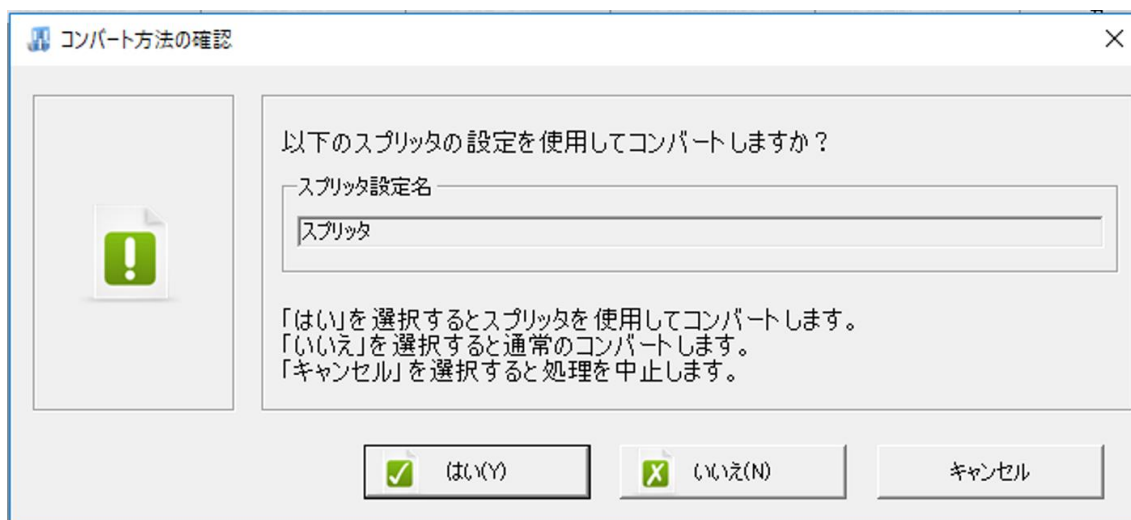 コンバート方法の確認
以下のスプリッタの設定を使用してコンバートしますか？
スプリッタ設定名
スプリッタ
「はい」を選択するとスプリッタを使用してコンバートします。
「いいえ」を選択すると通常のコンバートします。
「キャンセル」を選択すると処理を中止します。
はい(Y)
いいえ(N)
キャンセル